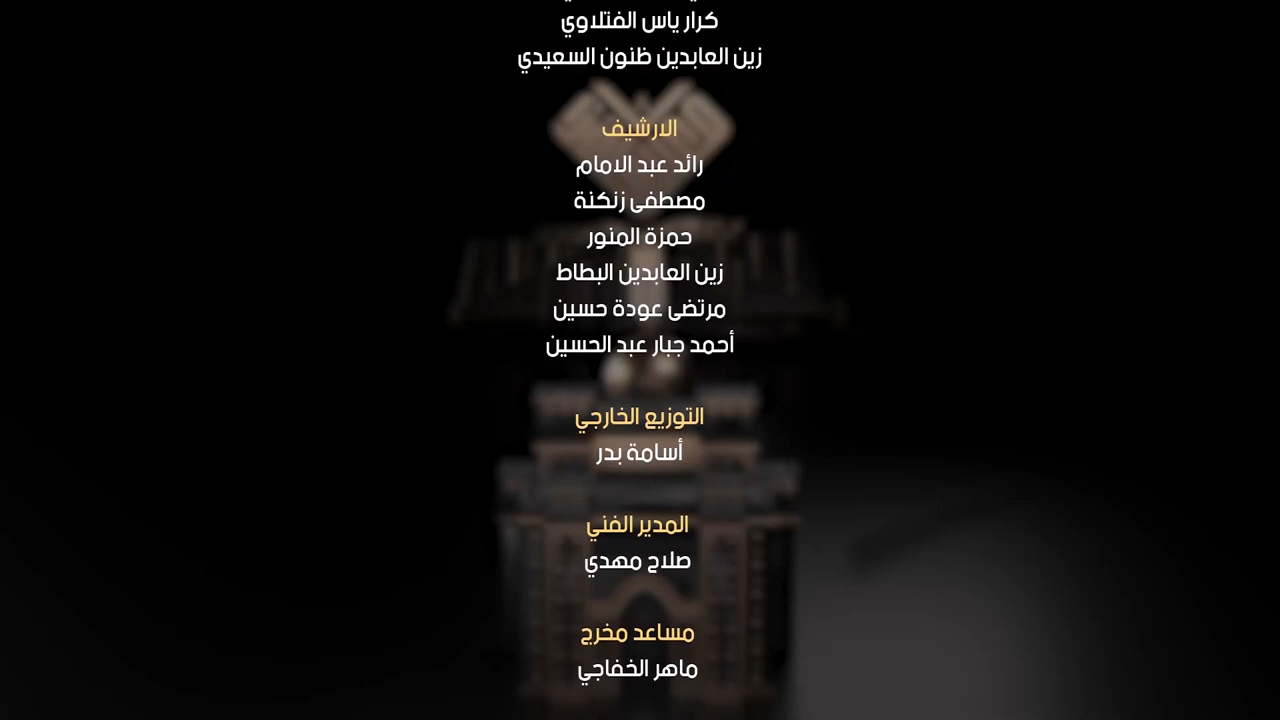 كرار ياس الفتلاوي
زين العابدين ظنون السعيدي
الارشيف
رائد عبد الامام
مصطفى زنكنة
حمزة المنور
زين العابدين البطاط
مرتضى عودة حسين
أحمد جبار عبد الحسين
التوزيع الخارجي
أسامة بدر
المدير الفني
صلاح مهدي
مساعد مخرج
ماهر الخفاجي